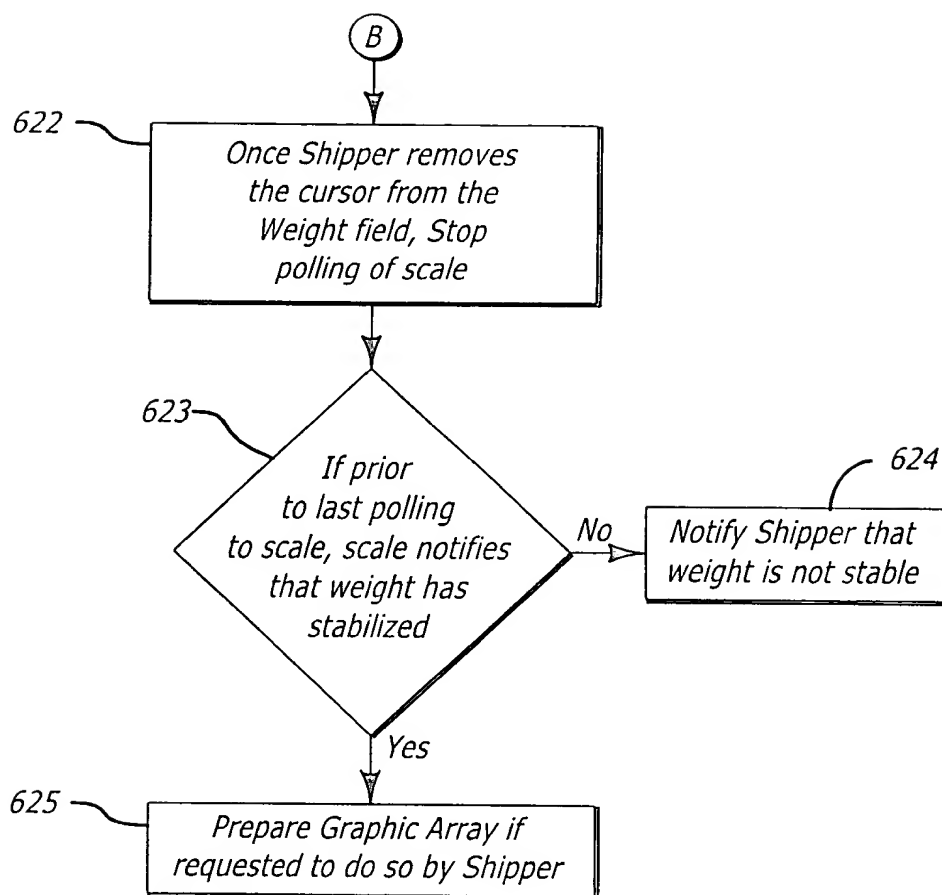 B
622
Once Shipper removes
the cursor from the
Weight field, Stop
polling of scale
623
If prior
to last polling
to scale, scale notifies
that weight has
stabilized
No
624
Notify Shipper that
weight is not stable
Yes
625
Prepare Graphic Array if
requested to do so by Shipper